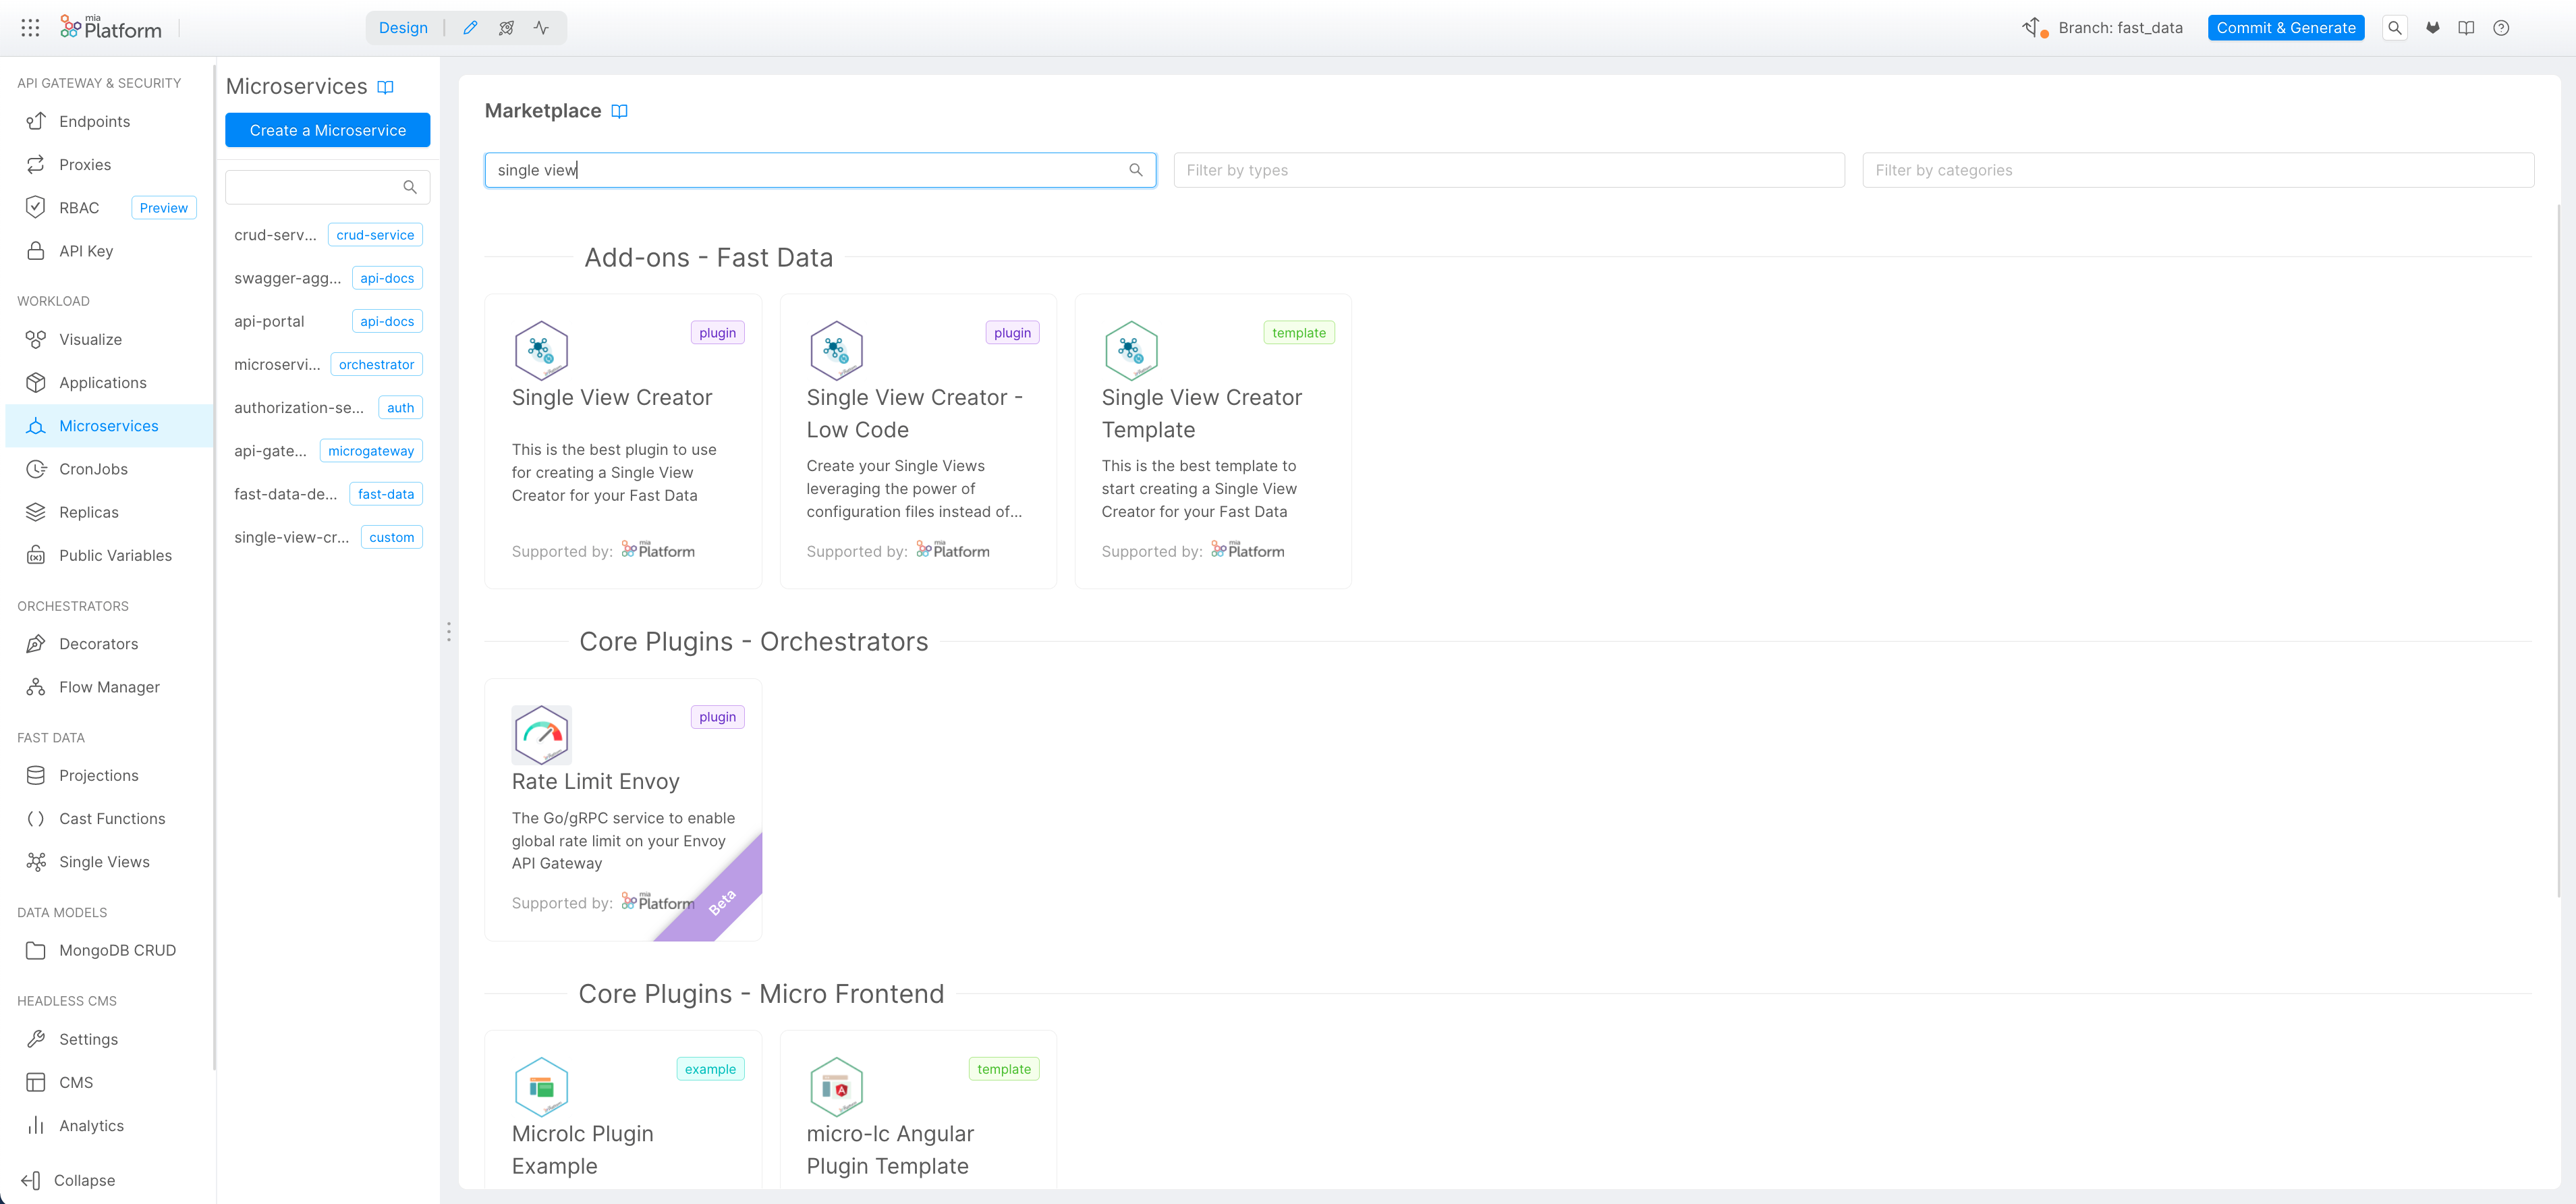 mia
Platform
Design
Branch: fast_data
Commit & Generate
API GATEWAY & SECURITY
Endpoints
Proxies
RBAC
Preview
API Key
WORKLOAD
Visualize
Applications
Microservices
CronJobs
Replicas
Public Variables
ORCHESTRATORS
Decorators
Flow Manager
FAST DATA
Projections
Cast Functions
Single Views
DATA MODELS
MongoDB CRUD
HEADLESS CMS
Settings
CMS
Analytics
Collapse
Microservices
Create a Microservice
crud-serv... crud-service
swagger-agg... api-docs
api-portal api-docs
microservi... orchestrator
authorization-se... auth
api-gate... microgateway
fast-data-de... fast-data
single-view-cr... custom
Marketplace
single view
Filter by types
Filter by categories
Add-ons - Fast Data
plugin
Single View Creator
This is the best plugin to use
for creating a Single View
Creator for your Fast Data
Supported by: mia Platform
plugin
Single View Creator -
Low Code
Create your Single Views
leveraging the power of
configuration files instead of...
Supported by: mia Platform
template
Single View Creator
Template
This is the best template to
start creating a Single View
Creator for your Fast Data
Supported by: mia Platform
Core Plugins - Orchestrators
plugin
Rate Limit Envoy
The Go/gRPC service to enable
global rate limit on your Envoy
API Gateway
Supported by: mia Platform
Beta
Core Plugins - Micro Frontend
example
Microlc Plugin
Example
template
micro-lc Angular
Plugin Template